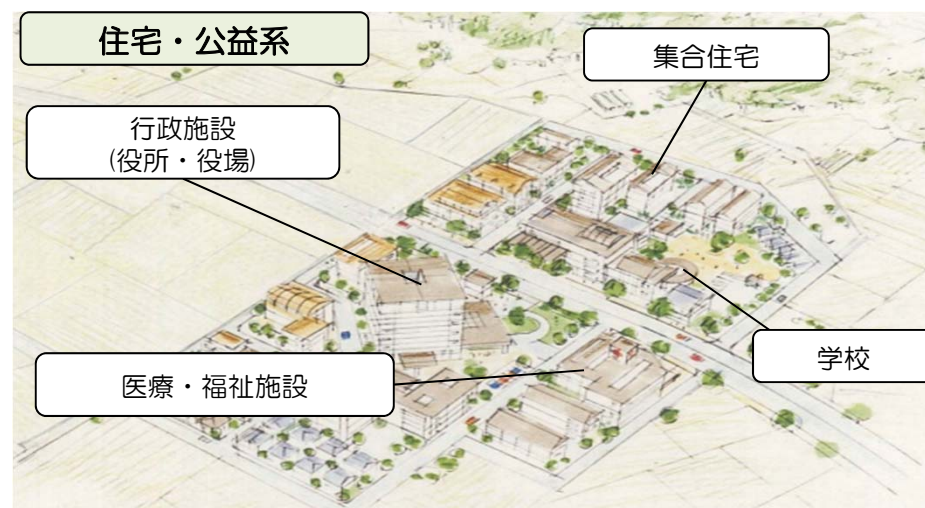 住宅・公益系
集合住宅
行政施設
(役所・役場)
医療・福祉施設
学校